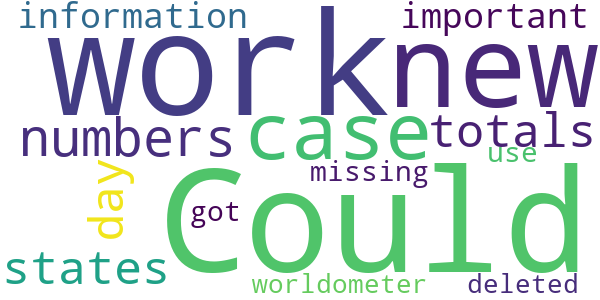 information important
work new
numbers case totals
use
missing
day
Could
got
states
worldometer deleted